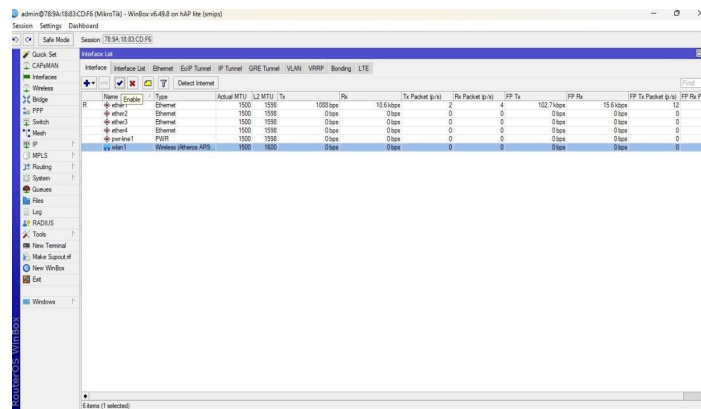 admin@78:9A:18:83:CD:F6 (MikroTik) - WinBox v6.49.8 on hAP lite (smips)
Session Settings Dashboard
Safe Mode Session: 78:9A:18:83:CD:F6
Quick Set
CAPsMAN
Interfaces
Wireless
Bridge
PPP
Switch
Mesh
IP
MPLS
Routing
System
Queues
Files
Log
RADIUS
Tools
New Terminal
Make Supout.rif
New WinBox
Exit
Windows
RouterOS WinBox
Interface List
Interface Interface List Ethernet EoIP Tunnel IP Tunnel GRE Tunnel VLAN VRRP Bonding LTE
Detect Internet Find
Name Type Actual MTU L2 MTU Tx Rx Tx Packet (p/s) Rx Packet (p/s) FP Tx FP Rx FP Tx Packet (p/s) FP Rx P
Enable
R ether1 Ethernet 1500 1598 1088 bps 10.6 kbps 2 4 102.7 kbps 15.6 kbps 12
ether2 Ethernet 1500 1598 0 bps 0 bps 0 0 0 bps 0 bps 0
ether3 Ethernet 1500 1598 0 bps 0 bps 0 0 0 bps 0 bps 0
ether4 Ethernet 1500 1598 0 bps 0 bps 0 0 0 bps 0 bps 0
pwr-line1 PWR 1500 1598 0 bps 0 bps 0 0 0 bps 0 bps 0
wlan1 Wireless (Atheros AR9... 1500 1600 0 bps 0 bps 0 0 0 bps 0 bps 0
6 items (1 selected)